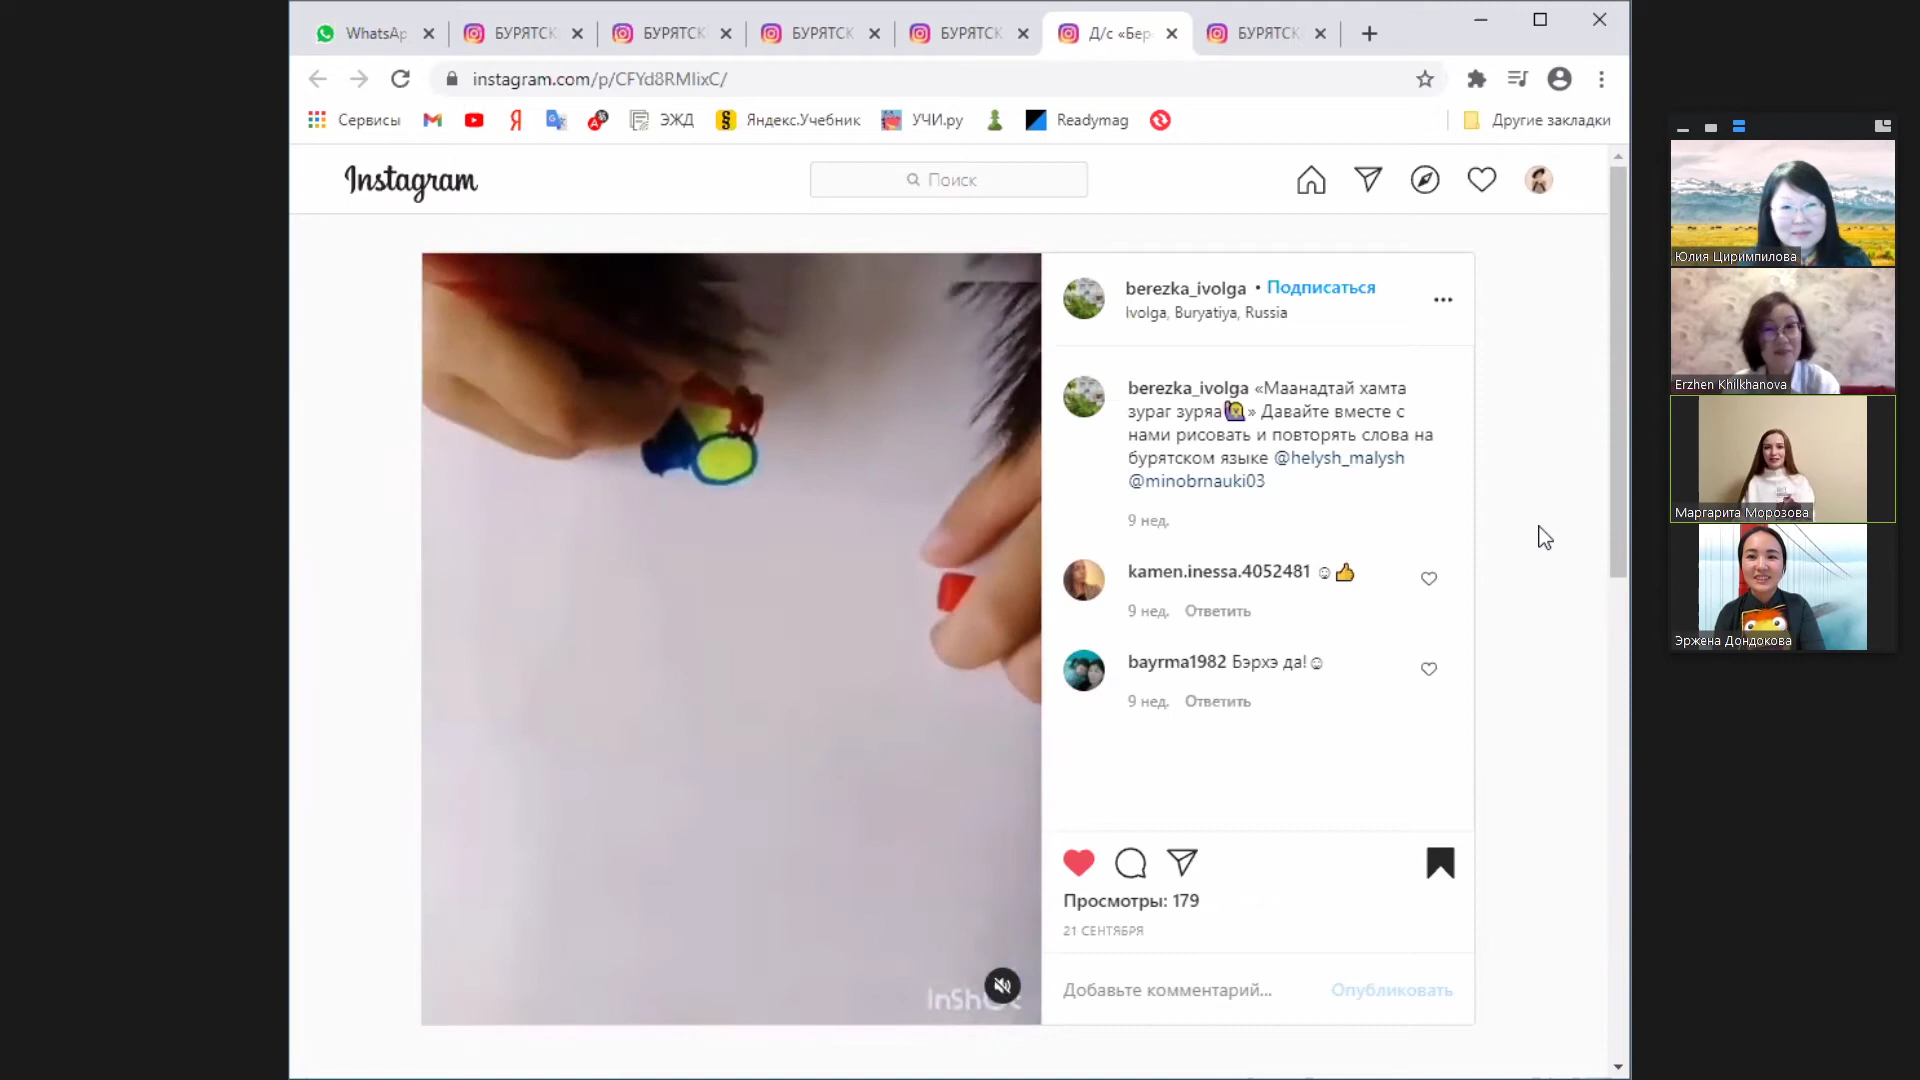 WhatsAp
БУРЯТСК
БУРЯТСК
БУРЯТСК
БУРЯТСК
Д/с «Бер
БУРЯТСК
instagram.com/p/CFYd8RMlixC/
Сервисы
ЭЖД
Яндекс.Учебник
УЧИ.ру
Readymag
Другие закладки
Instagram
Поиск
berezka_ivolga • Подписаться
Ivolga, Buryatiya, Russia
berezka_ivolga «Маанадтай хамта
зураг зуряа🙋» Давайте вместе с
нами рисовать и повторять слова на
бурятском языке @helysh_malysh
@minobrnauki03
9 нед.
kamen.inessa.4052481 ☺👍
9 нед. Ответить
bayrma1982 Бэрхэ да!☺
9 нед. Ответить
Просмотры: 179
21 СЕНТЯБРЯ
Добавьте комментарий... Опубликовать
InSh
Юлия Циримпилова
Erzhen Khilkhanova
Маргарита Морозова
Эржена Дондокова